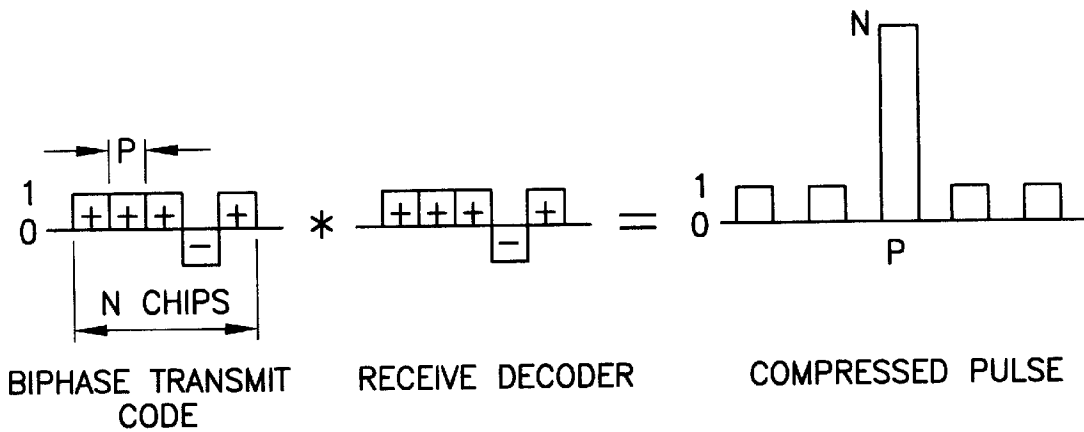 N
P
1
0
+ + + − +
*
+ + + − +
=
1
0
P
N CHIPS
BIPHASE TRANSMIT
CODE
RECEIVE DECODER
COMPRESSED PULSE